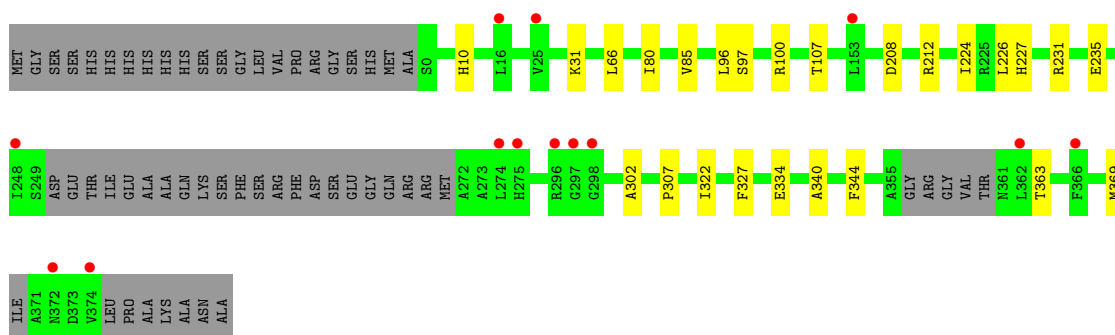 MET GLY SER SER HIS HIS HIS HIS HIS HIS SER SER GLY LEU VAL PRO ARG GLY SER HIS MET ALA S0 H10 L16 V25 K31 L66 I80 V85 L96 S97 R100 T107 L153 D208 R212 I224 R225 L226 H227 R231 E235
I248 S249 ASP GLU THR ILE GLU ALA ALA GLN LYS SER PHE SER ARG PHE ASP SER GLU GLY GLN ARG ARG MET A272 A273 L274 H275 R296 G297 G298 A302 P307 I322 F327 E334 A340 F344 A355 GLY ARG GLY VAL THR N361 L362 T363 F366 M369
ILE A371 N372 D373 V374 LEU PRO ALA LYS ALA ASN ALA